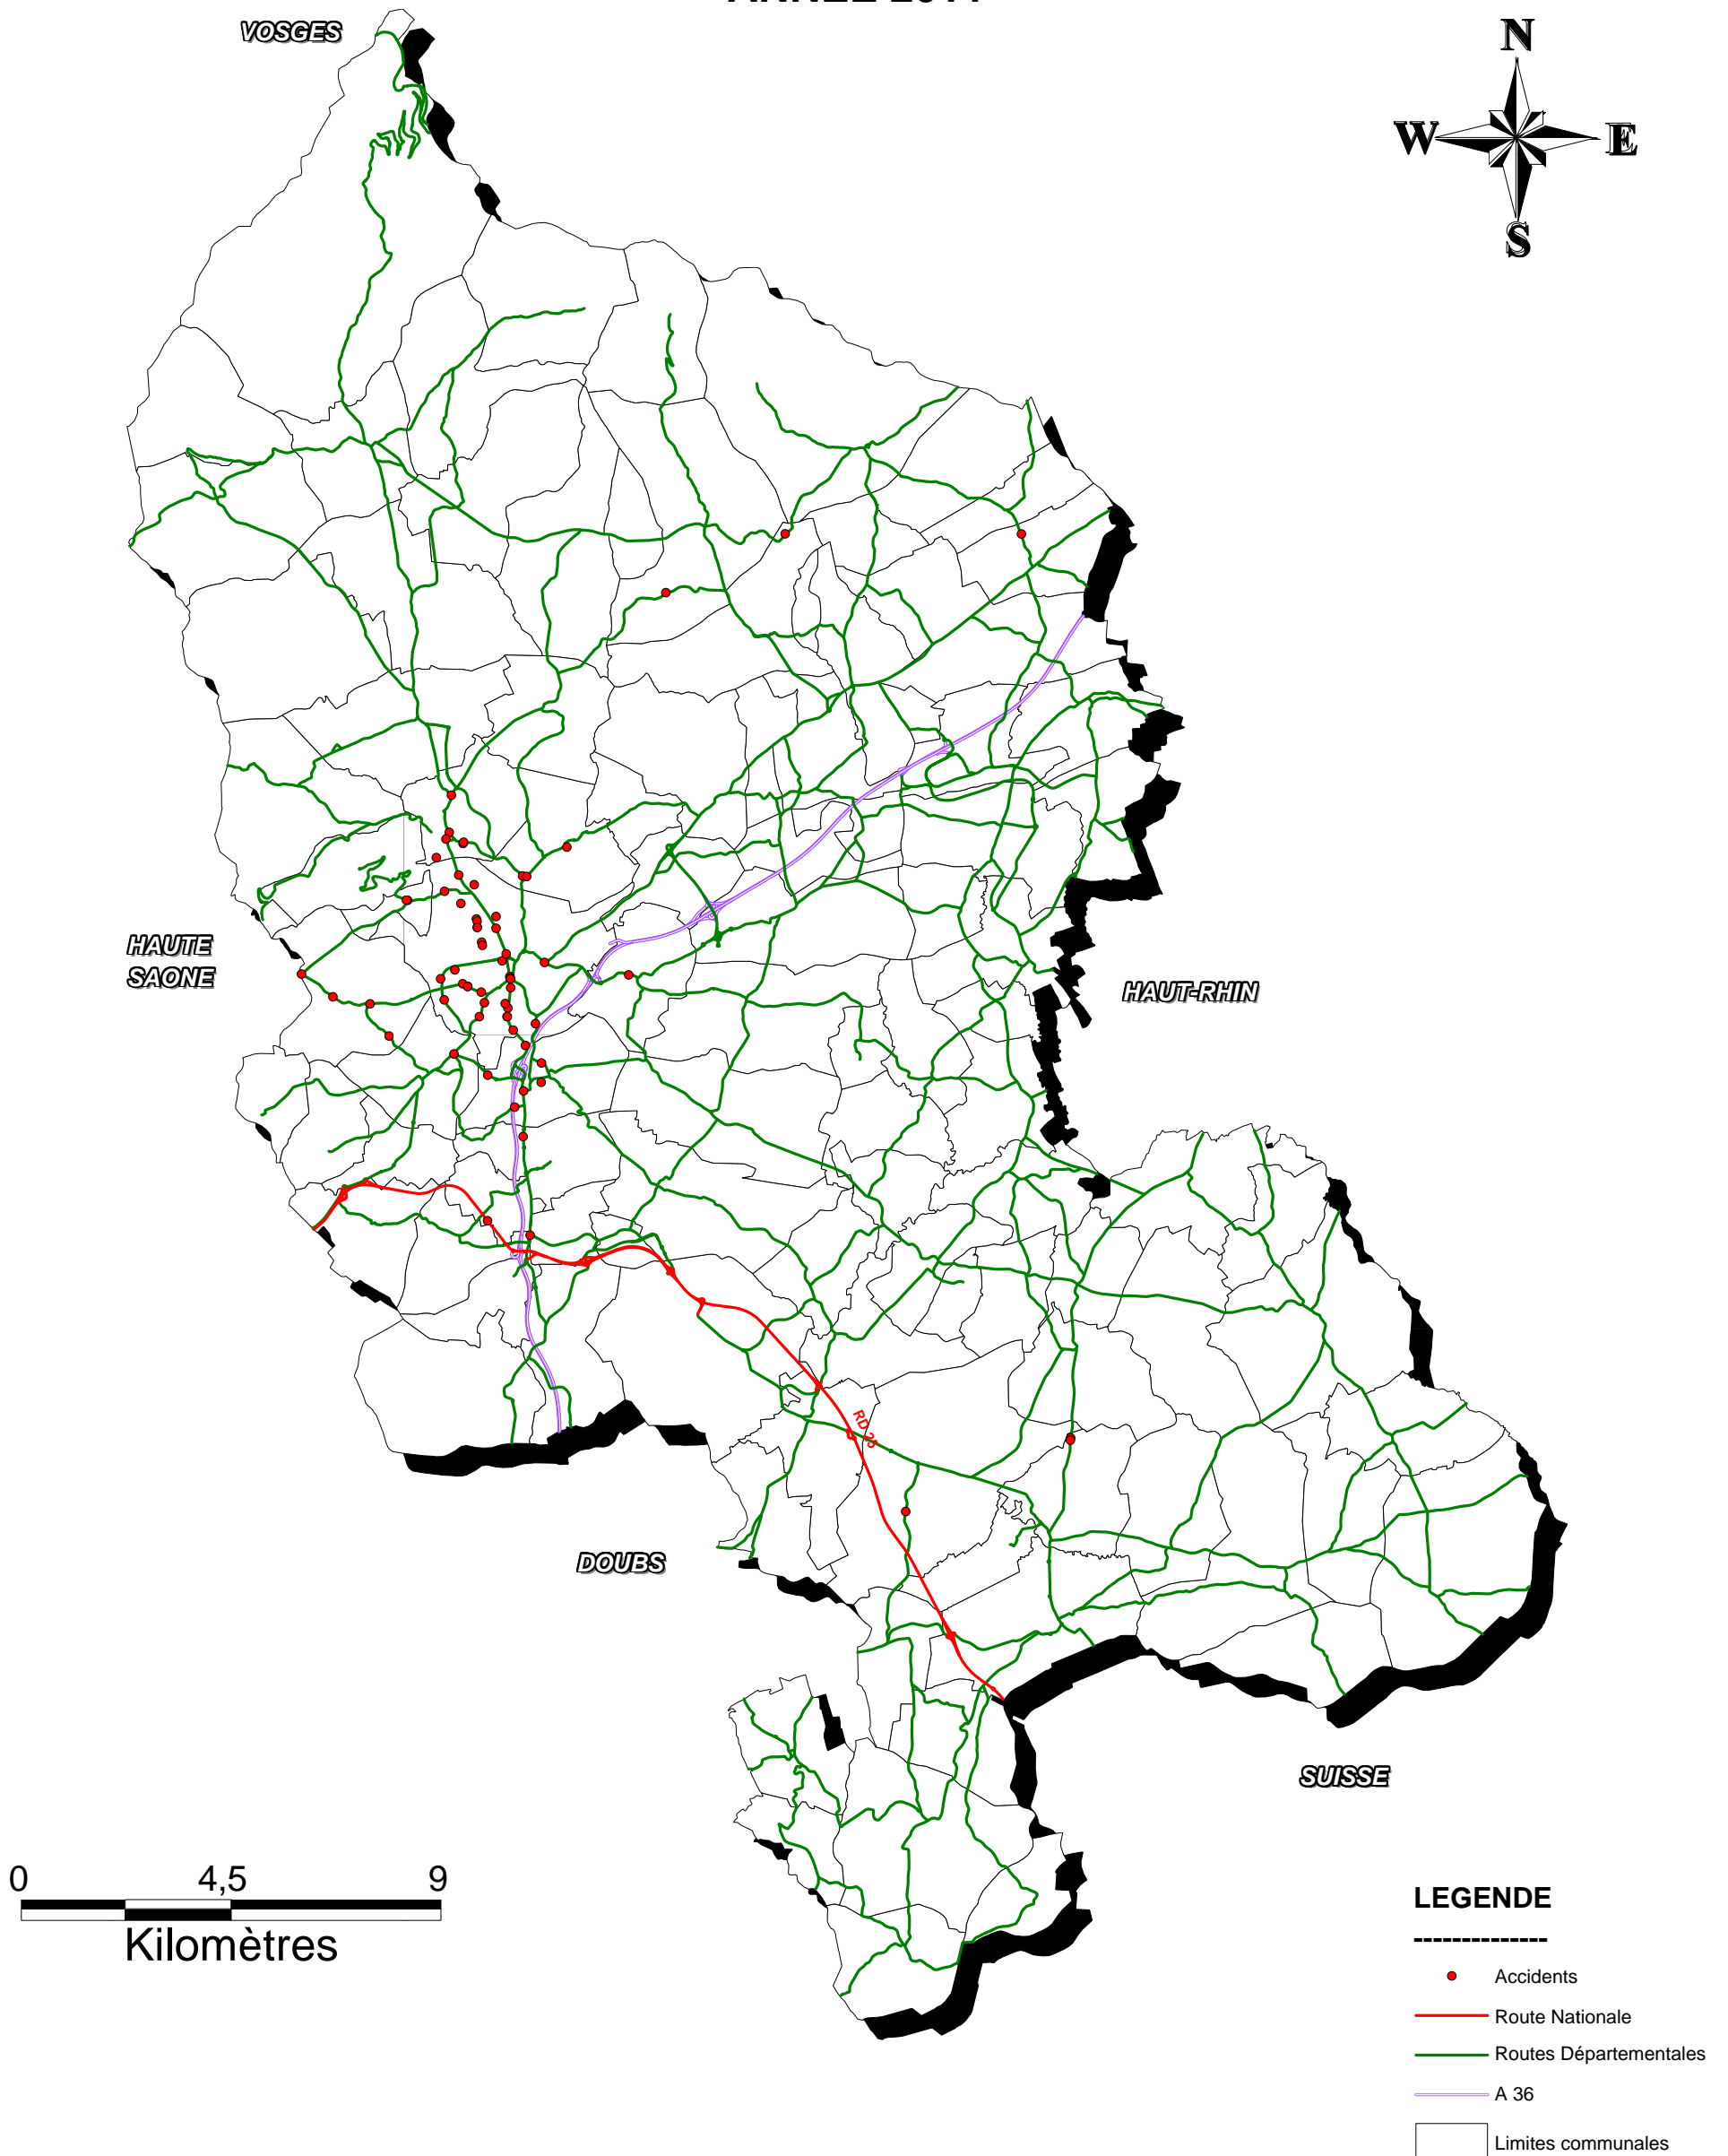 VOSGES
N
W
E
S
HAUTE
SAONE
HAUT-RHIN
DOUBS
SUISSE
0 4,5 9
Kilomètres
LEGENDE
--------------
Accidents
Route Nationale
Routes Départementales
A 36
Limites communales